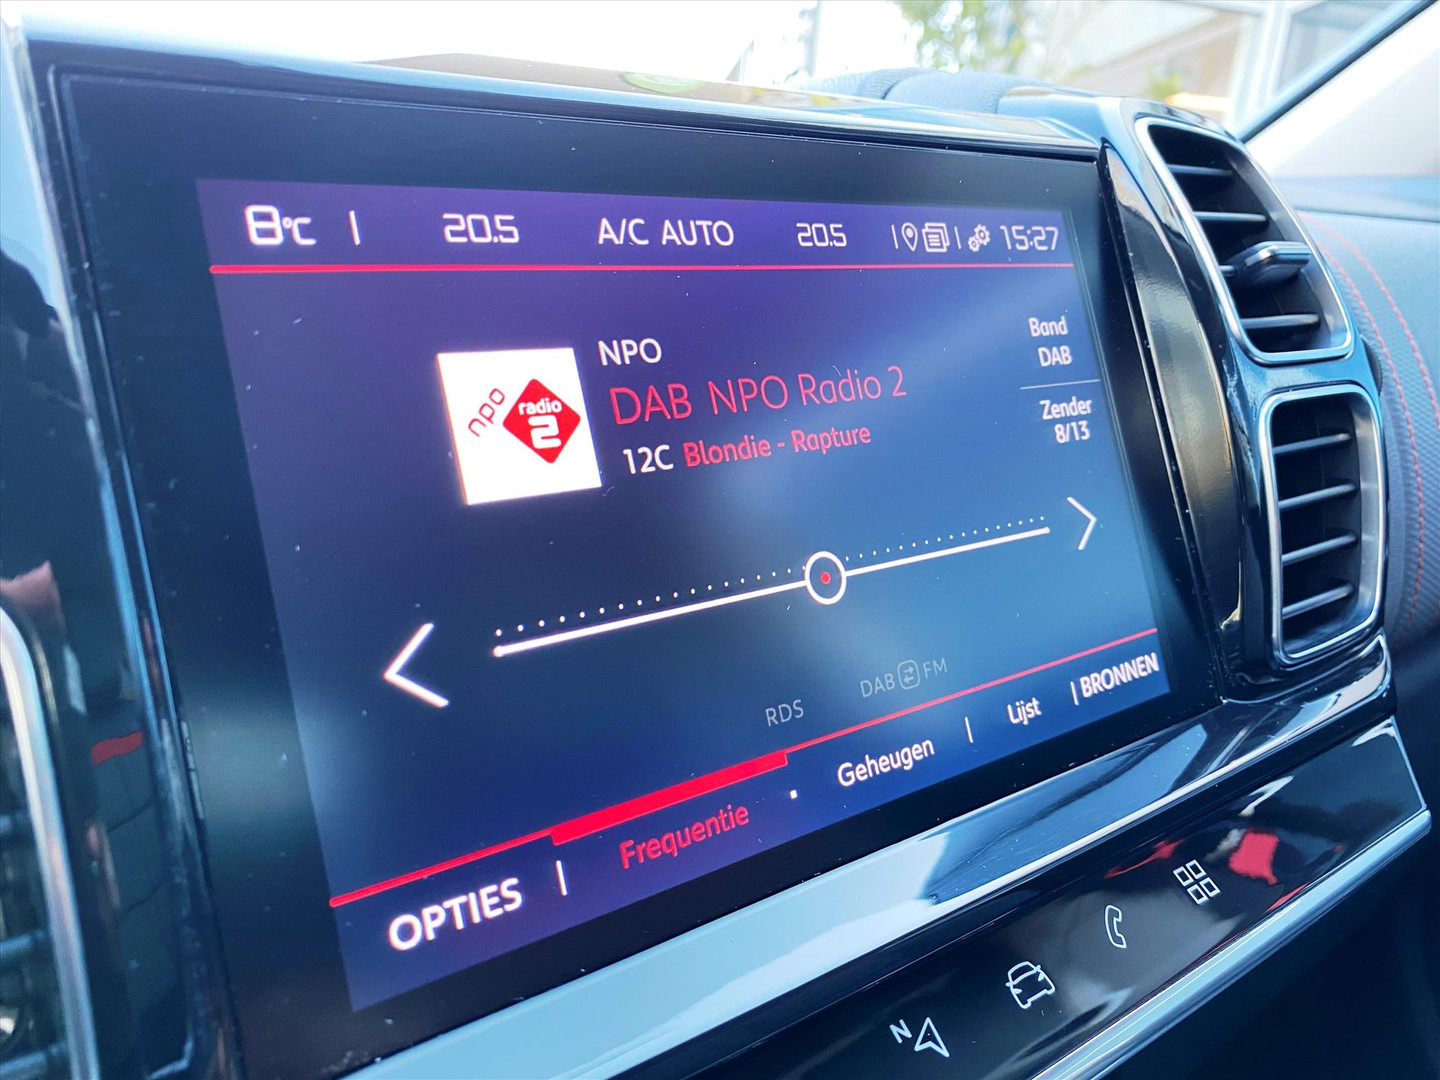 8°C | 20.5 A/C AUTO 20.5 | | 15:27
NPO
DAB NPO Radio 2
12C Blondie - Rapture
npo
radio
2
Band
DAB
Zender
8/13
RDS
DAB FM
OPTIES | Frequentie · Geheugen | Lijst | BRONNEN
N